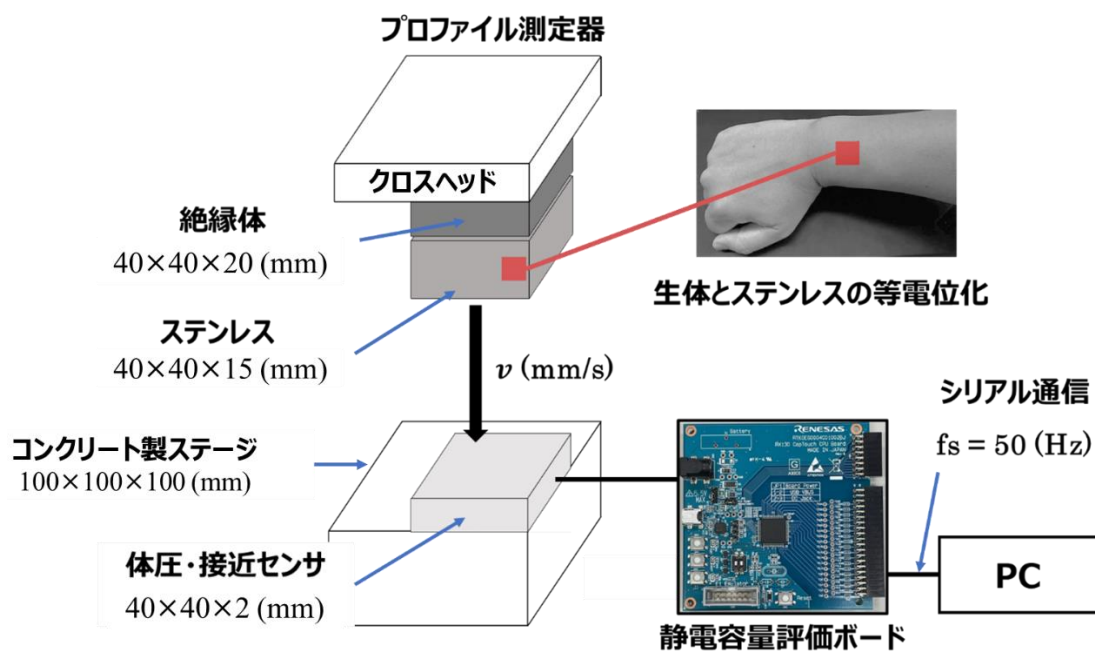 プロファイル測定器
クロスヘッド
絶縁体
40×40×20 (mm)
生体とステンレスの等電位化
ステンレス
40×40×15 (mm)
v (mm/s)
シリアル通信
fs = 50 (Hz)
コンクリート製ステージ
100×100×100 (mm)
RENESAS
体圧・接近センサ
40×40×2 (mm)
PC
静電容量評価ボード